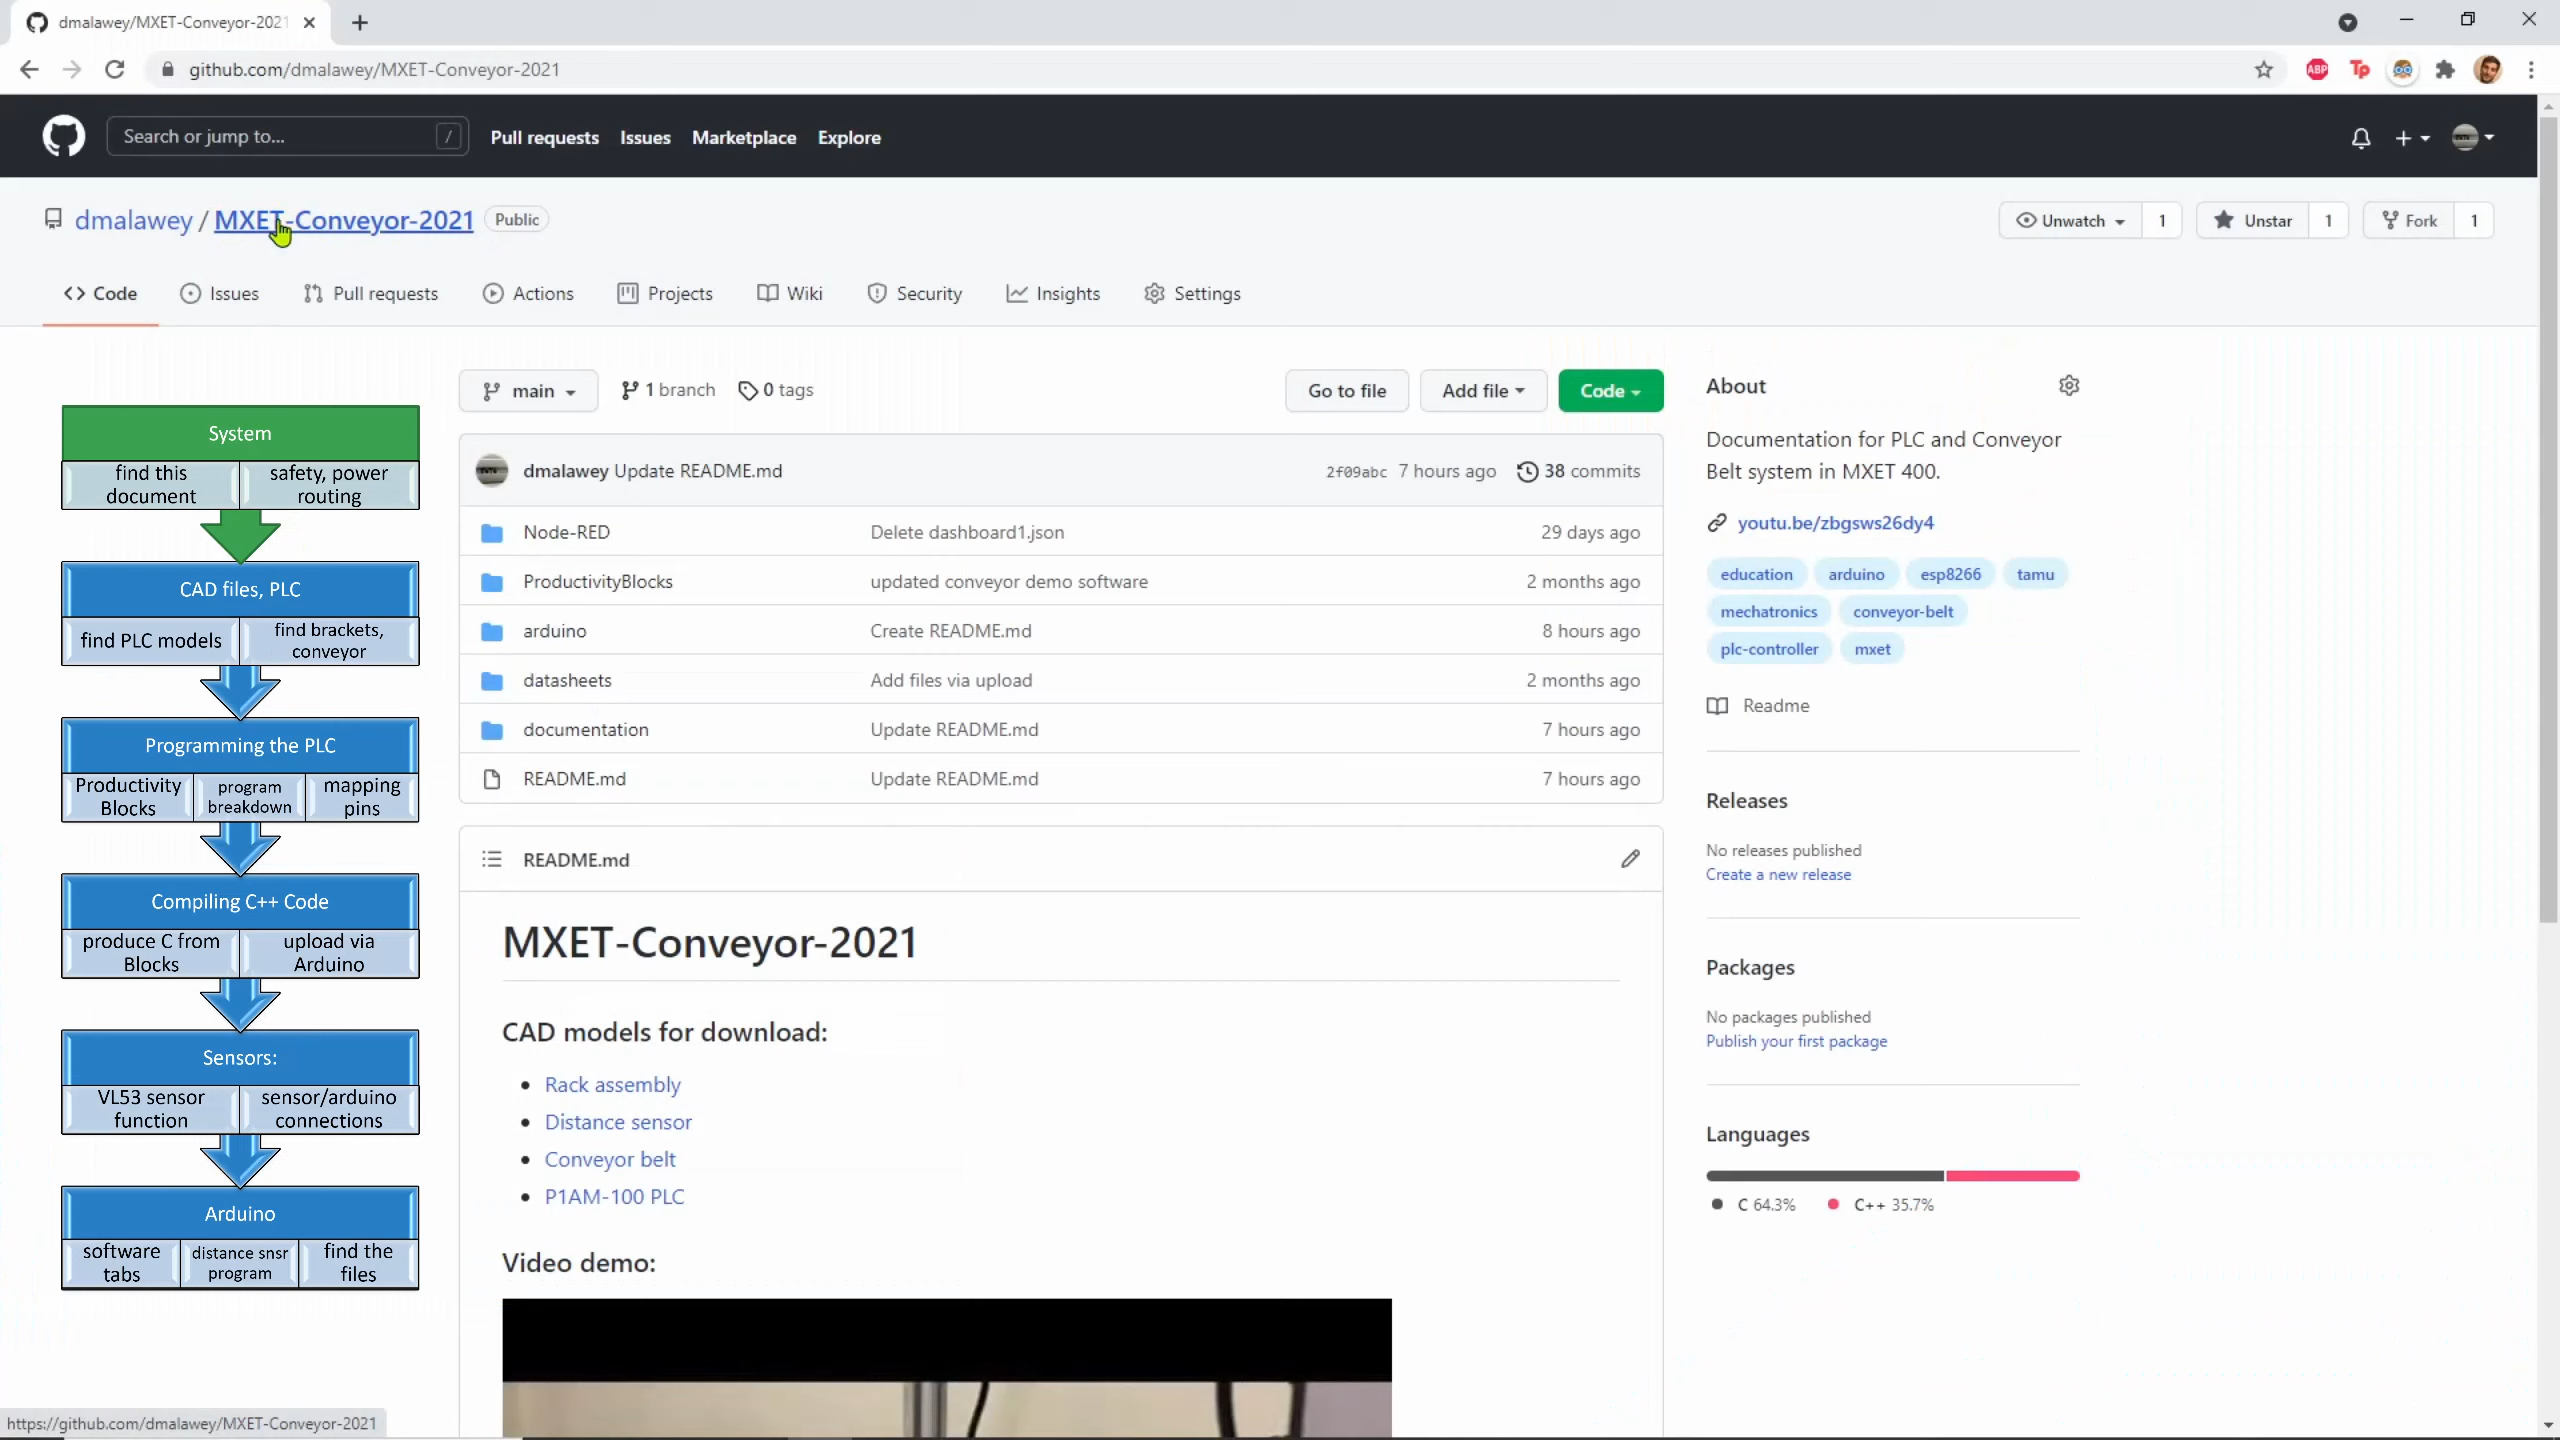 dmalawey/MXET-Conveyor-2021
github.com/dmalawey/MXET-Conveyor-2021
ABP
Tp
Search or jump to...
/
Pull requests
Issues
Marketplace
Explore
dmalawey / MXET-Conveyor-2021
Public
Unwatch
1
Unstar
1
Fork
1
Code
Issues
Pull requests
Actions
Projects
Wiki
Security
Insights
Settings
System
find this
document
safety, power
routing
CAD files, PLC
find PLC models
find brackets,
conveyor
Programming the PLC
Productivity
Blocks
program
breakdown
mapping
pins
Compiling C++ Code
produce C from
Blocks
upload via
Arduino
Sensors:
VL53 sensor
function
sensor/arduino
connections
Arduino
software
tabs
distance snsr
program
find the
files
main
1 branch
0 tags
Go to file
Add file
Code
dmalawey Update README.md
2f09abc 7 hours ago
38 commits
Node-RED
Delete dashboard1.json
29 days ago
ProductivityBlocks
updated conveyor demo software
2 months ago
arduino
Create README.md
8 hours ago
datasheets
Add files via upload
2 months ago
documentation
Update README.md
7 hours ago
README.md
Update README.md
7 hours ago
README.md
MXET-Conveyor-2021
CAD models for download:
Rack assembly
Distance sensor
Conveyor belt
P1AM-100 PLC
Video demo:
About
Documentation for PLC and Conveyor
Belt system in MXET 400.
youtu.be/zbgsws26dy4
education
arduino
esp8266
tamu
mechatronics
conveyor-belt
plc-controller
mxet
Readme
Releases
No releases published
Create a new release
Packages
No packages published
Publish your first package
Languages
C 64.3%
C++ 35.7%
https://github.com/dmalawey/MXET-Conveyor-2021